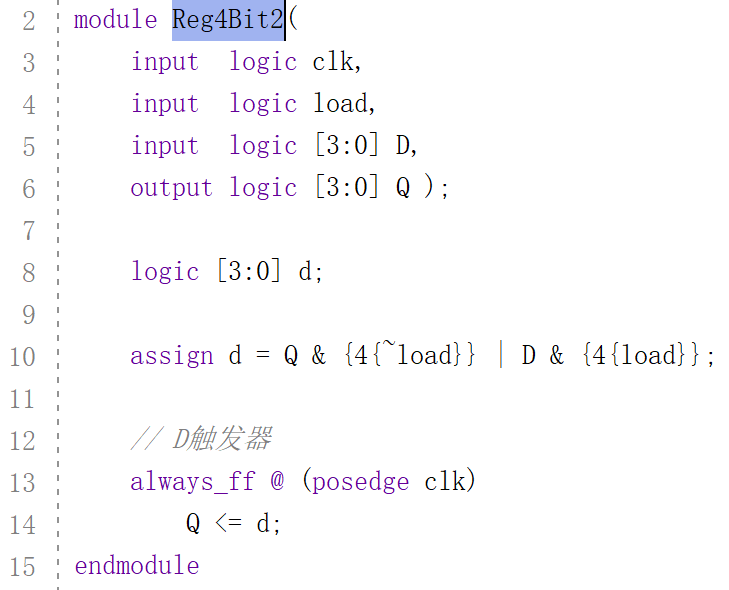 2 module Reg4Bit2(
3 input logic clk,
4 input logic load,
5 input logic [3:0] D,
6 output logic [3:0] Q );
7
8 logic [3:0] d;
9
10 assign d = Q & {4{~load}} | D & {4{load}};
11
12 // D触发器
13 always_ff @ (posedge clk)
14 Q <= d;
15 endmodule